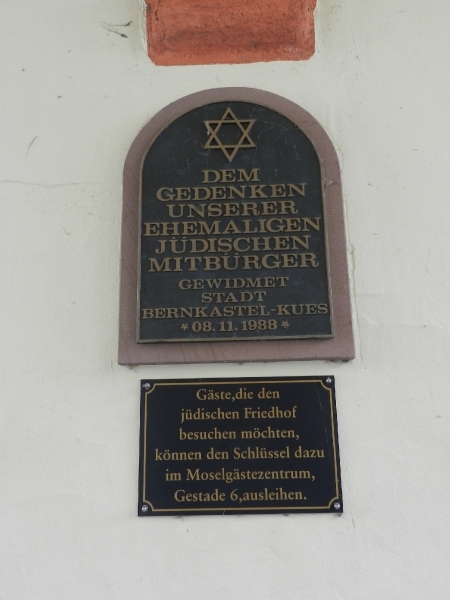 DEM
GEDENKEN
UNSERER
EHEMALIGEN
JÜDISCHEN
MITBÜRGER
GEWIDMET
STADT
BERNKASTEL-KUES
* 08.11.1988 *
Gäste,die den
jüdischen Friedhof
besuchen möchten,
können den Schlüssel dazu
im Moselgästezentrum,
Gestade 6,ausleihen.